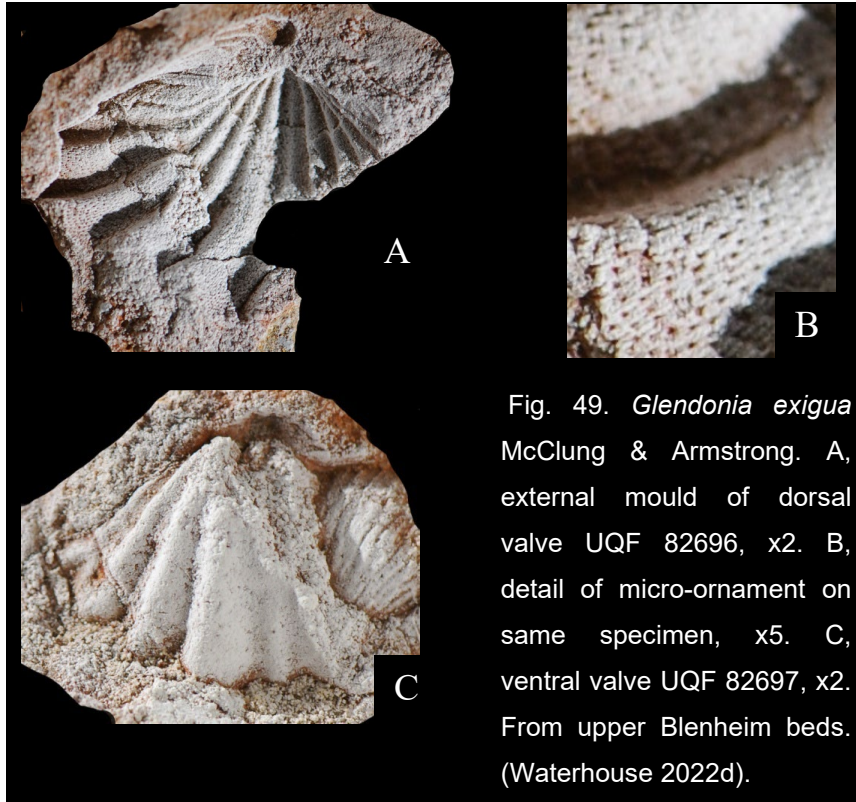 A
B
C
Fig. 49. Glendonia exigua
McClung & Armstrong. A,
external mould of dorsal
valve UQF 82696, x2. B,
detail of micro-ornament on
same specimen, x5. C,
ventral valve UQF 82697, x2.
From upper Blenheim beds.
(Waterhouse 2022d).